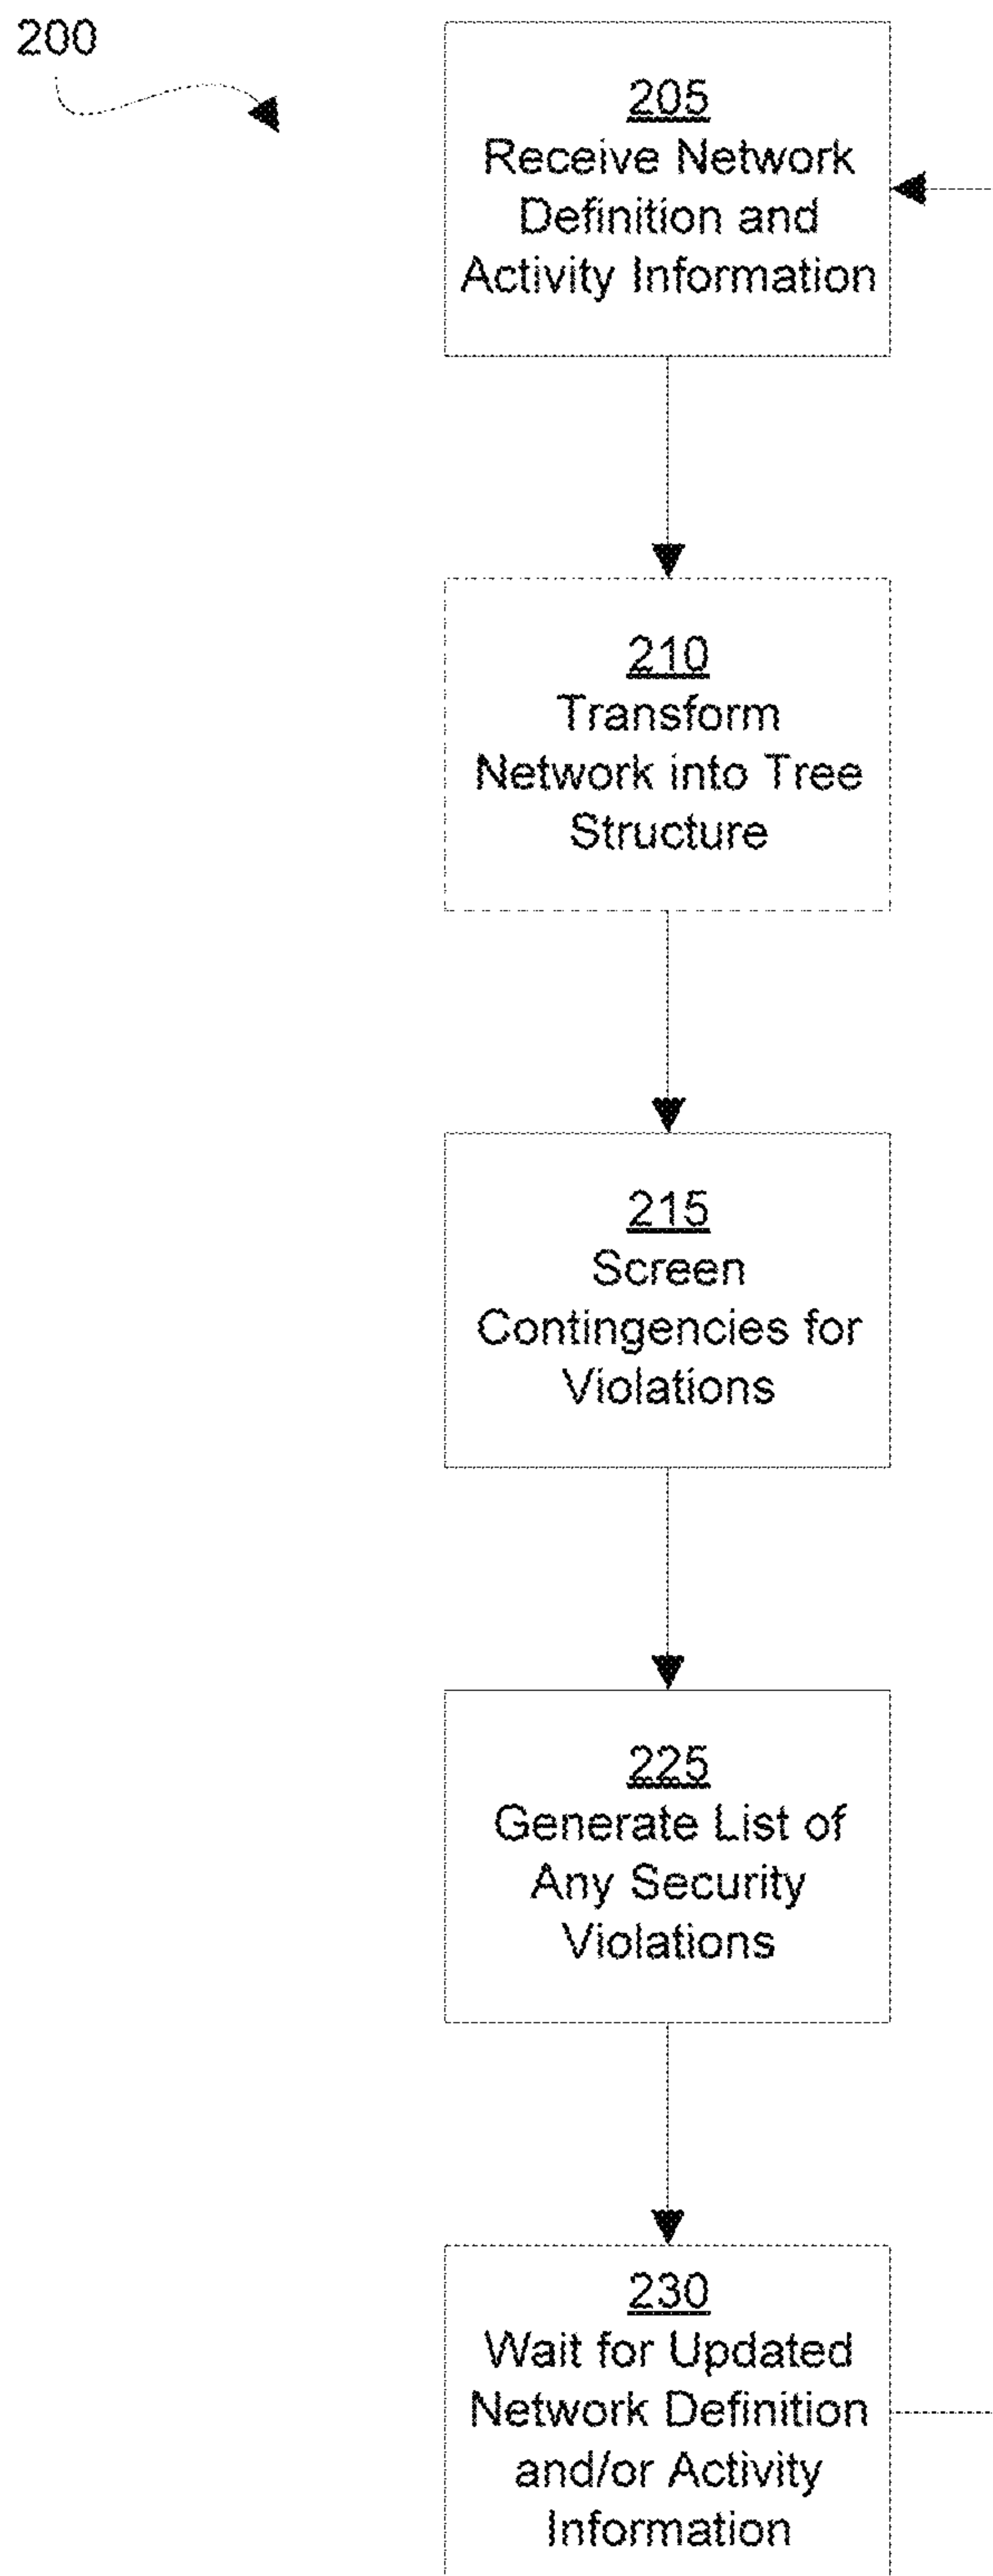 200
205
Receive Network
Definition and
Activity Information
210
Transform
Network into Tree
Structure
215
Screen
Contingencies for
Violations
225
Generate List of
Any Security
Violations
230
Wait for Updated
Network Definition
and/or Activity
Information